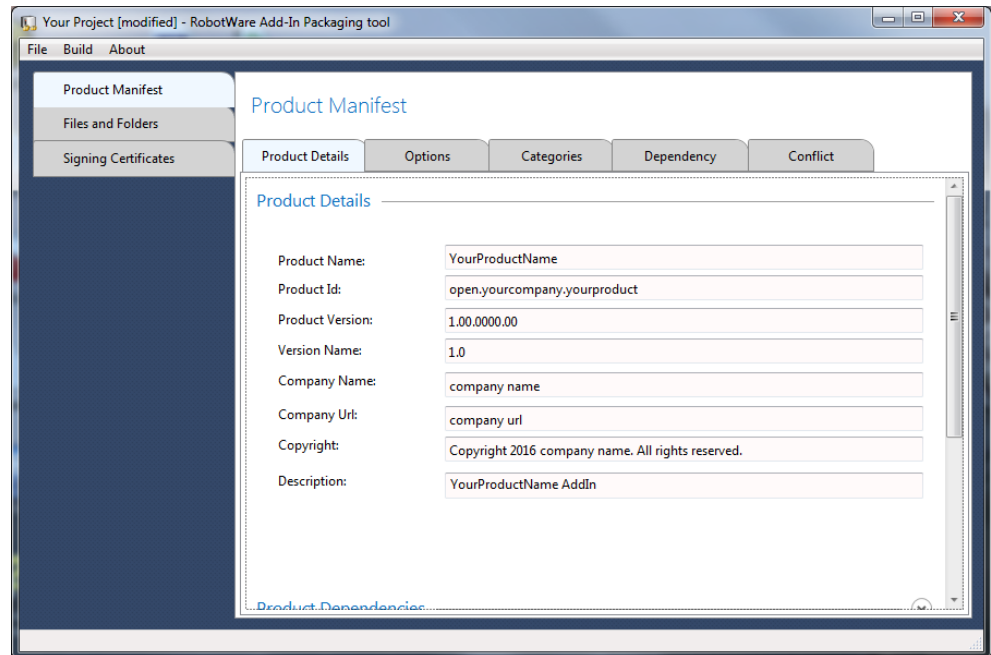 Your Project [modified] - RobotWare Add-In Packaging tool
File Build About
Product Manifest
Files and Folders
Signing Certificates
Product Manifest
Product Details Options Categories Dependency Conflict
Product Details
Product Name: YourProductName
Product Id: open.yourcompany.yourproduct
Product Version: 1.00.0000.00
Version Name: 1.0
Company Name: company name
Company Url: company url
Copyright: Copyright 2016 company name. All rights reserved.
Description: YourProductName AddIn
Product Dependencies